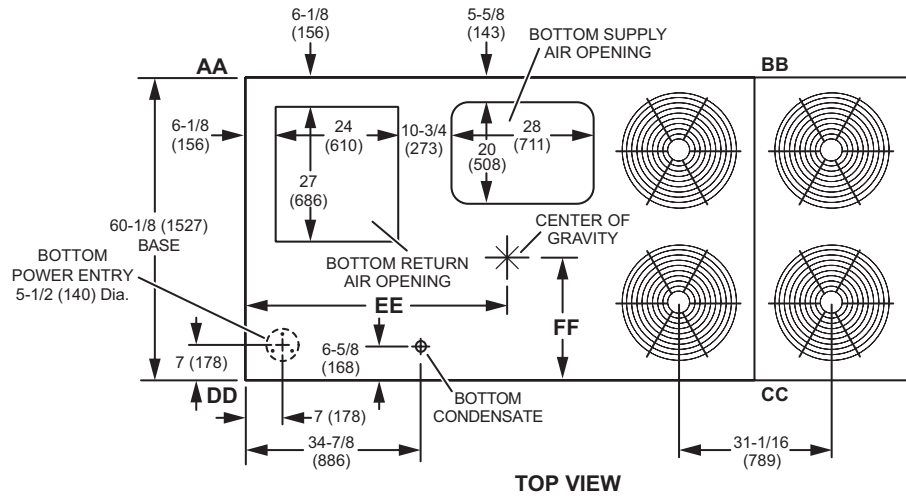 6-1/8
(156)
5-5/8
(143)
BOTTOM SUPPLY
AIR OPENING
AA
BB
6-1/8
(156)
24
(610)
10-3/4
(273)
28
(711)
20
(508)
27
(686)
60-1/8 (1527)
BASE
CENTER OF
GRAVITY
BOTTOM
POWER ENTRY
5-1/2 (140) Dia.
BOTTOM RETURN
AIR OPENING
EE
FF
7 (178)
6-5/8
(168)
DD
7 (178)
BOTTOM
CONDENSATE
CC
34-7/8
(886)
31-1/16
(789)
TOP VIEW